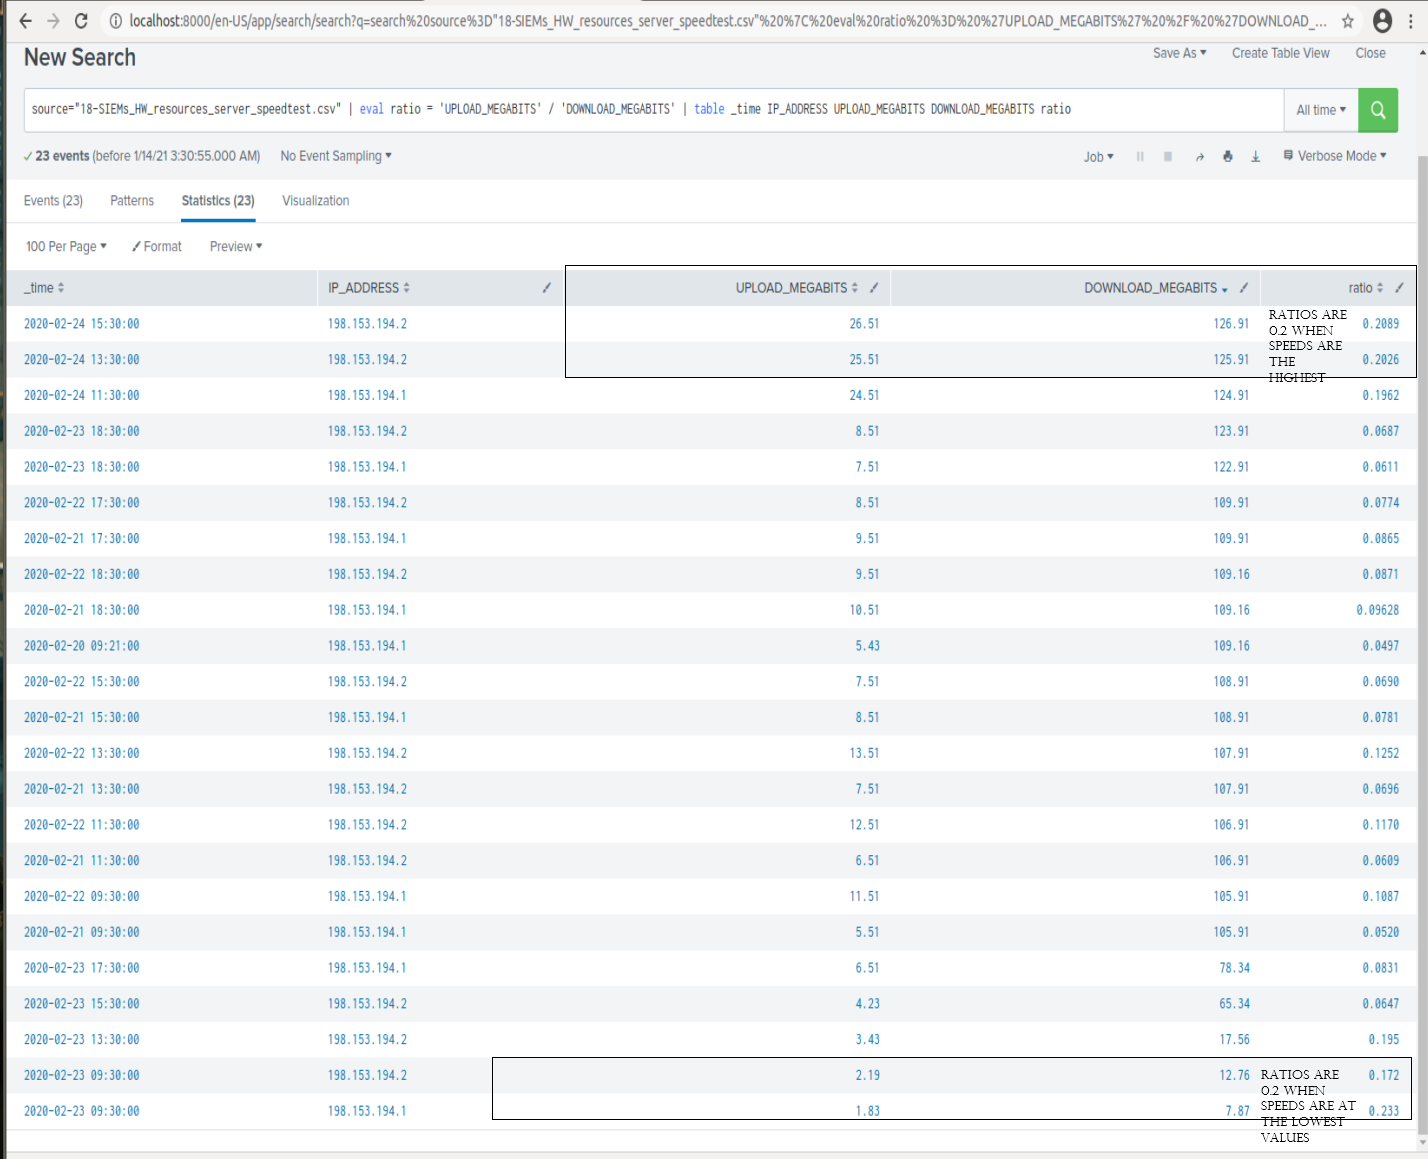 localhost:8000/en-US/app/search/search?q=search%20source%3D"18-SIEMs_HW_resources_server_speedtest.csv"%20%7C%20eval%20ratio%20%3D%20%27UPLOAD_MEGABITS%27%20%2F%20%27DOWNLOAD_...
New Search
Save As Create Table View Close
source="18-SIEMs_HW_resources_server_speedtest.csv" | eval ratio = 'UPLOAD_MEGABITS' / 'DOWNLOAD_MEGABITS' | table _time IP_ADDRESS UPLOAD_MEGABITS DOWNLOAD_MEGABITS ratio
All time
✓ 23 events (before 1/14/21 3:30:55.000 AM) No Event Sampling
Job Verbose Mode
Events (23) Patterns Statistics (23) Visualization
100 Per Page Format Preview
_time IP_ADDRESS UPLOAD_MEGABITS DOWNLOAD_MEGABITS ratio
2020-02-24 15:30:00 198.153.194.2 26.51 126.91 0.2089
2020-02-24 13:30:00 198.153.194.2 25.51 125.91 0.2026
RATIOS ARE
0.2 WHEN
SPEEDS ARE
THE
HIGHEST
2020-02-24 11:30:00 198.153.194.1 24.51 124.91 0.1962
2020-02-23 18:30:00 198.153.194.2 8.51 123.91 0.0687
2020-02-23 18:30:00 198.153.194.1 7.51 122.91 0.0611
2020-02-22 17:30:00 198.153.194.2 8.51 109.91 0.0774
2020-02-21 17:30:00 198.153.194.1 9.51 109.91 0.0865
2020-02-22 18:30:00 198.153.194.2 9.51 109.16 0.0871
2020-02-21 18:30:00 198.153.194.1 10.51 109.16 0.09628
2020-02-20 09:21:00 198.153.194.1 5.43 109.16 0.0497
2020-02-22 15:30:00 198.153.194.2 7.51 108.91 0.0690
2020-02-21 15:30:00 198.153.194.1 8.51 108.91 0.0781
2020-02-22 13:30:00 198.153.194.2 13.51 107.91 0.1252
2020-02-21 13:30:00 198.153.194.2 7.51 107.91 0.0696
2020-02-22 11:30:00 198.153.194.2 12.51 106.91 0.1170
2020-02-21 11:30:00 198.153.194.2 6.51 106.91 0.0609
2020-02-22 09:30:00 198.153.194.1 11.51 105.91 0.1087
2020-02-21 09:30:00 198.153.194.1 5.51 105.91 0.0520
2020-02-23 17:30:00 198.153.194.1 6.51 78.34 0.0831
2020-02-23 15:30:00 198.153.194.2 4.23 65.34 0.0647
2020-02-23 13:30:00 198.153.194.2 3.43 17.56 0.195
2020-02-23 09:30:00 198.153.194.2 2.19 12.76 0.172
2020-02-23 09:30:00 198.153.194.1 1.83 7.87 0.233
RATIOS ARE
0.2 WHEN
SPEEDS ARE AT
THE LOWEST
VALUES